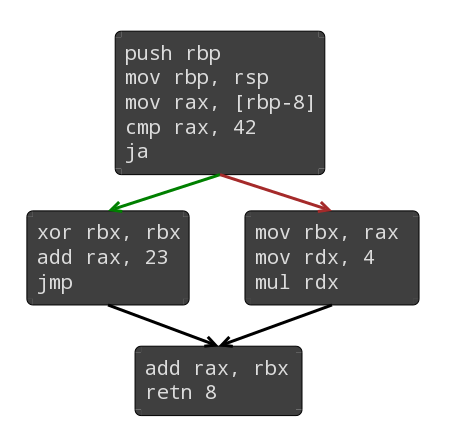 push rbp
mov rbp, rsp
mov rax, [rbp-8]
cmp rax, 42
ja
xor rbx, rbx
add rax, 23
jmp
mov rbx, rax
mov rdx, 4
mul rdx
add rax, rbx
retn 8